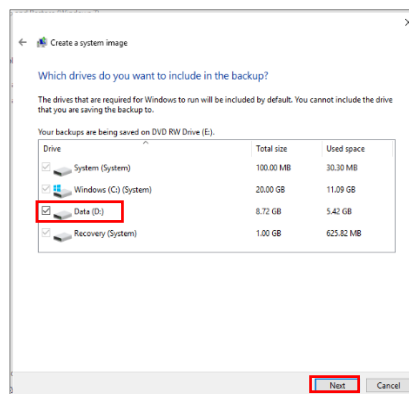 Create a system image
Which drives do you want to include in the backup?
The drives that are required for Windows to run will be included by default. You cannot include the drive
that you are saving the backup to.
Your backups are being saved on DVD RW Drive (E:).
Drive Total size Used space
System (System) 100.00 MB 30.30 MB
Windows (C:) (System) 20.00 GB 11.09 GB
Data (D:) 8.72 GB 5.42 GB
Recovery (System) 1.00 GB 625.82 MB
Next Cancel